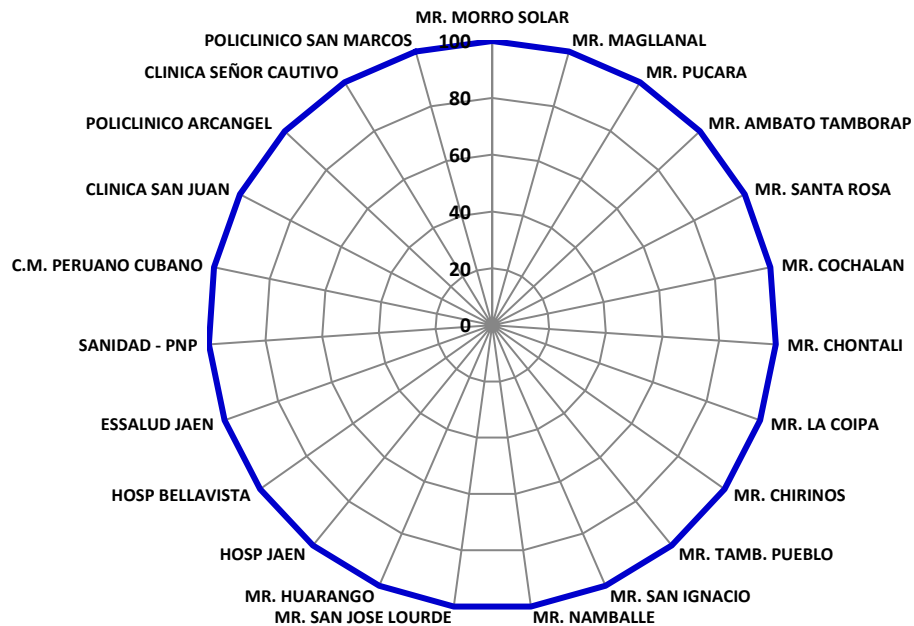 MR. MORRO SOLAR
MR. MAGLLANAL
MR. PUCARA
MR. AMBATO TAMBORAP
MR. SANTA ROSA
MR. COCHALAN
MR. CHONTALI
MR. LA COIPA
MR. CHIRINOS
MR. TAMB. PUEBLO
MR. SAN IGNACIO
MR. NAMBALLE
MR. SAN JOSE LOURDE
MR. HUARANGO
HOSP JAEN
HOSP BELLAVISTA
ESSALUD JAEN
SANIDAD - PNP
C.M. PERUANO CUBANO
CLINICA SAN JUAN
POLICLINICO ARCANGEL
CLINICA SEÑOR CAUTIVO
POLICLINICO SAN MARCOS
100
80
60
40
20
0